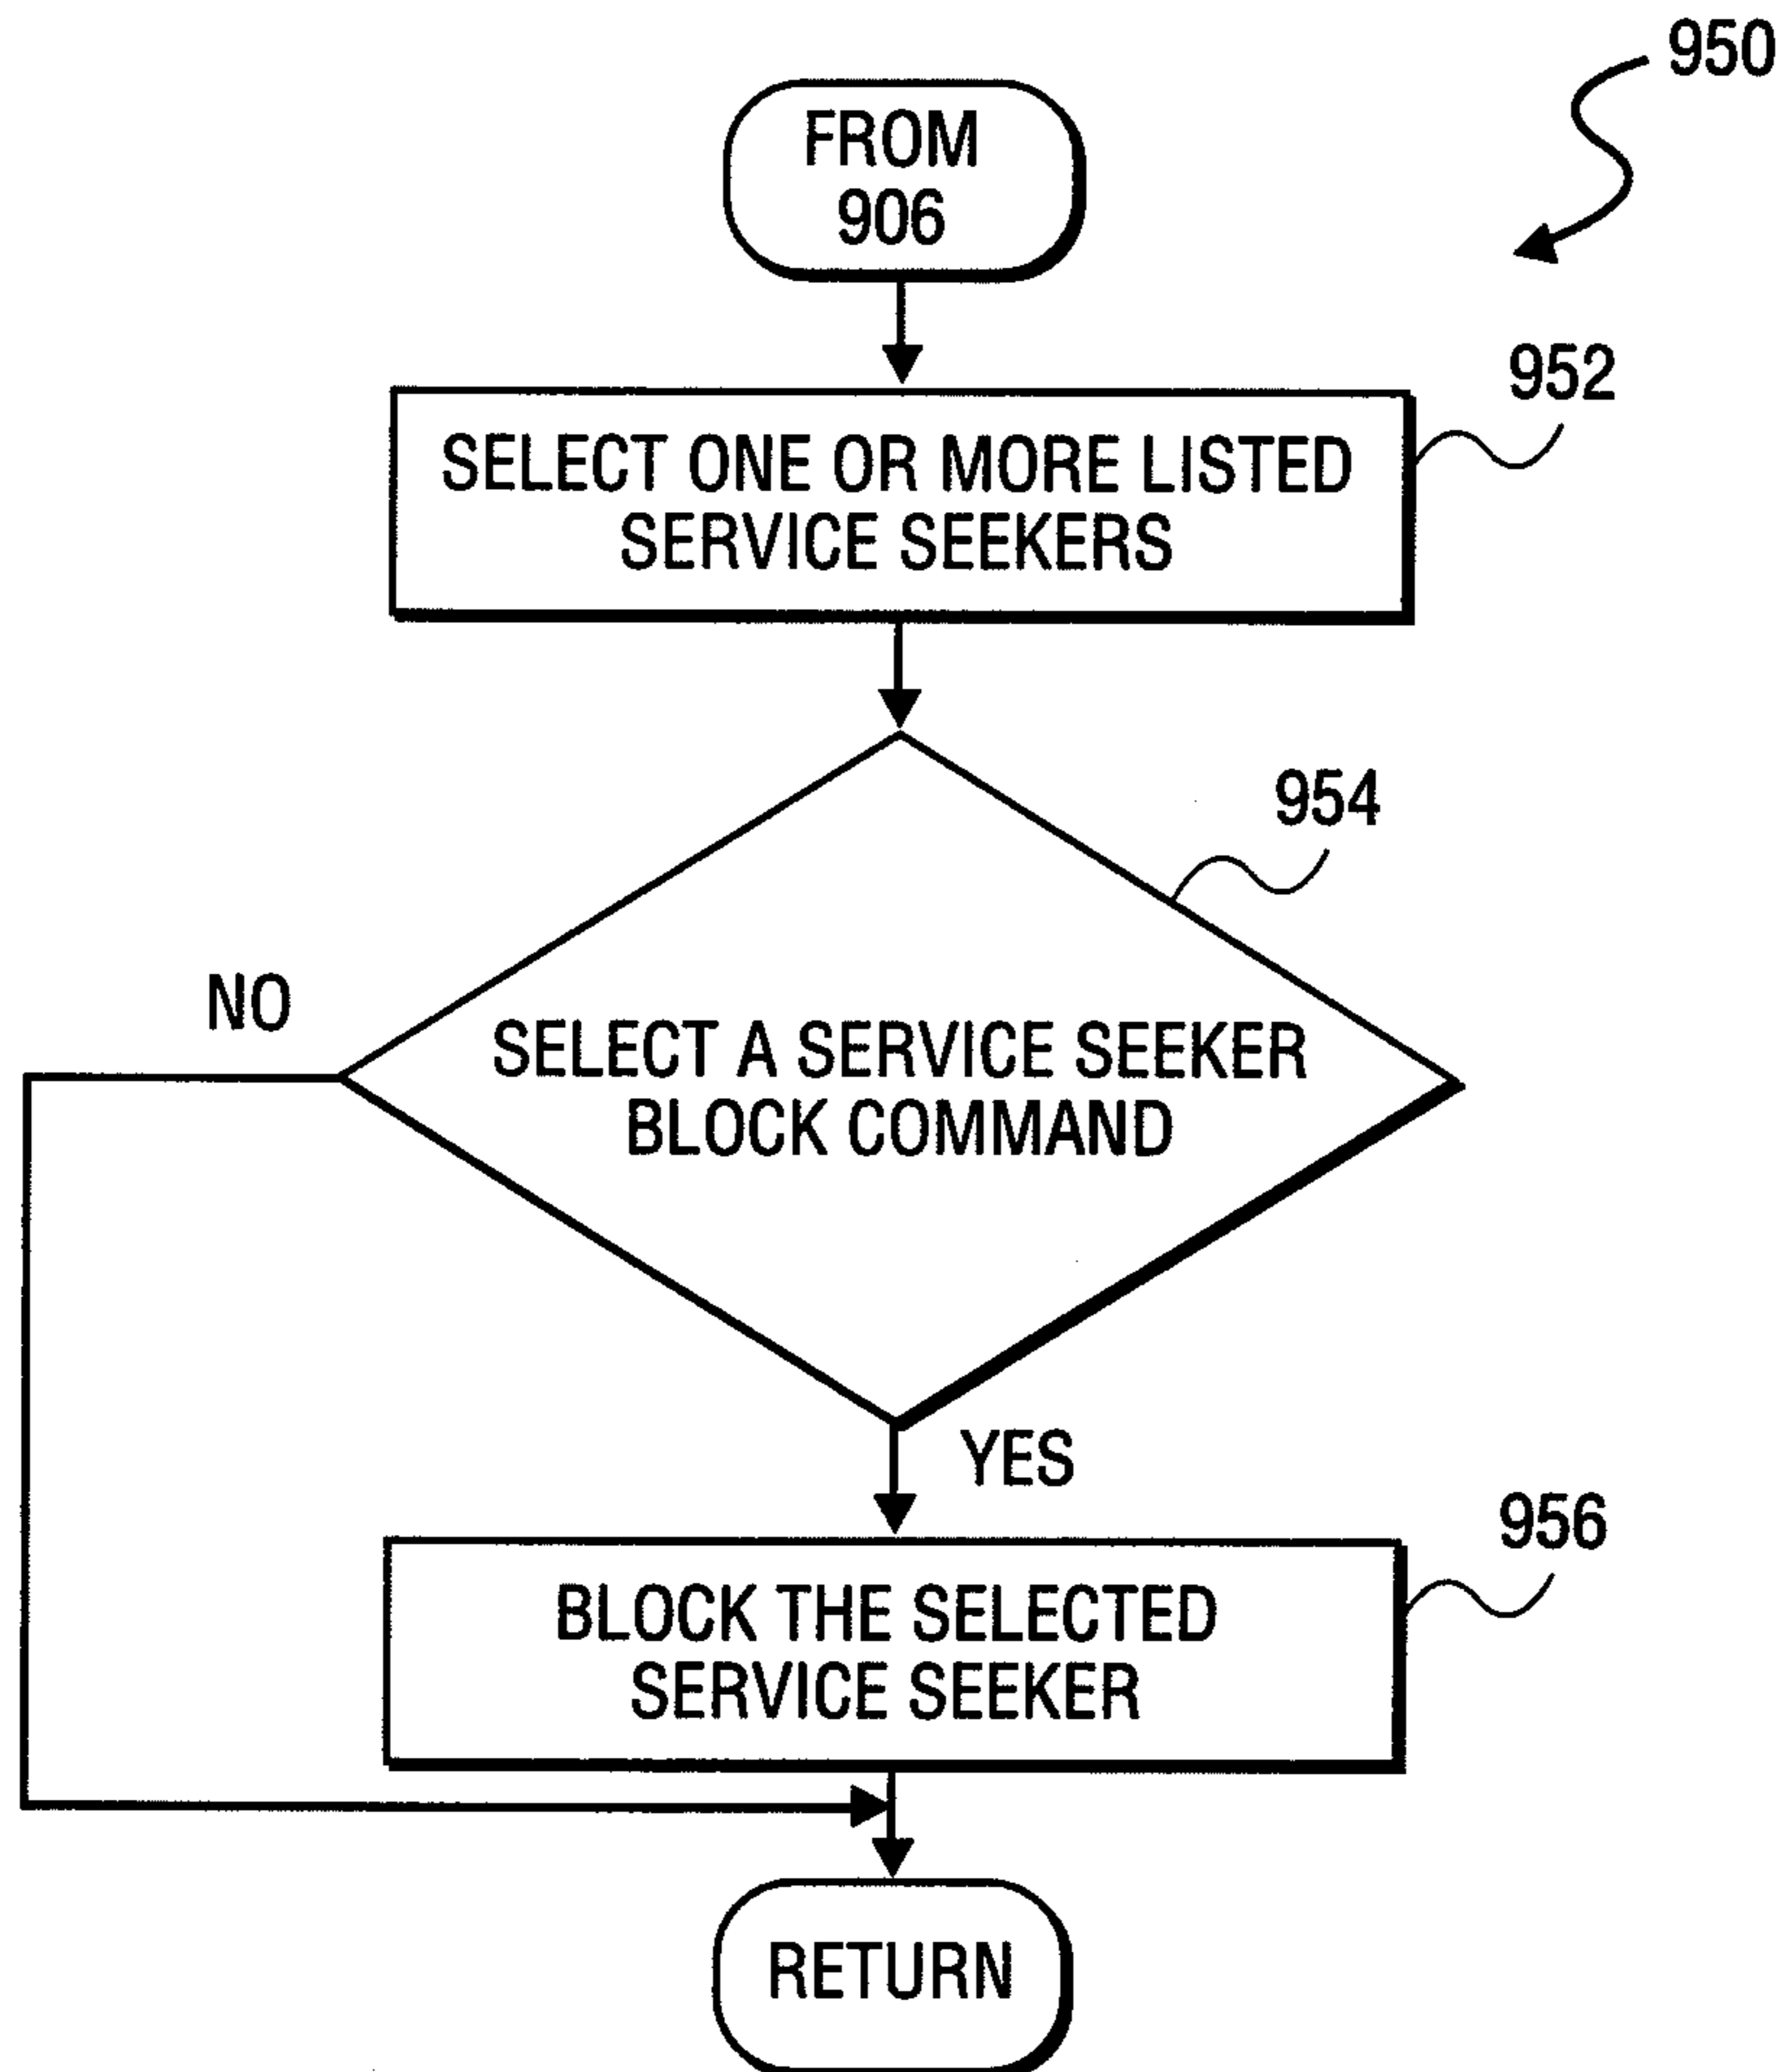 950
FROM
906
952
SELECT ONE OR MORE LISTED
SERVICE SEEKERS
954
NO
SELECT A SERVICE SEEKER
BLOCK COMMAND
YES
956
BLOCK THE SELECTED
SERVICE SEEKER
RETURN